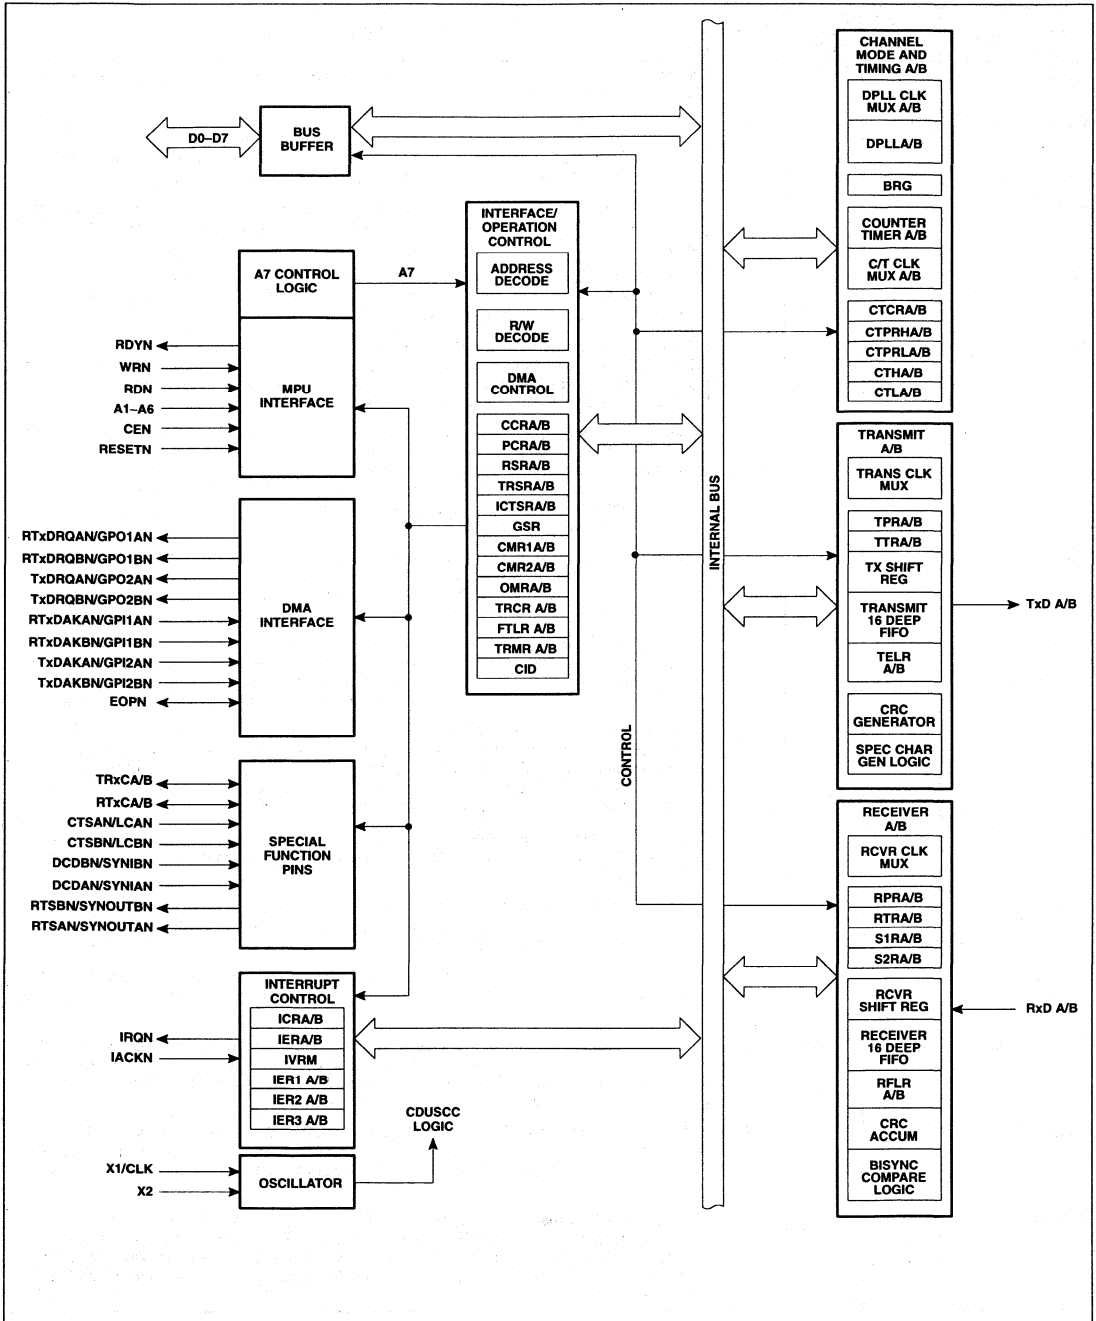 D0–D7
BUS
BUFFER
A7 CONTROL
LOGIC
A7
MPU
INTERFACE
RDYN
WRN
RDN
A1–A6
CEN
RESETN
DMA
INTERFACE
RTxDRQAN/GPO1AN
RTxDRQBN/GPO1BN
TxDRQAN/GPO2AN
TxDRQBN/GPO2BN
RTxDAKAN/GPI1AN
RTxDAKBN/GPI1BN
TxDAKAN/GPI2AN
TxDAKBN/GPI2BN
EOPN
SPECIAL
FUNCTION
PINS
TRxCA/B
RTxCA/B
CTSAN/LCAN
CTSBN/LCBN
DCDBN/SYNIBN
DCDAN/SYNIAN
RTSBN/SYNOUTBN
RTSAN/SYNOUTAN
INTERRUPT
CONTROL
ICRA/B
IERA/B
IVRM
IER1 A/B
IER2 A/B
IER3 A/B
IRQN
IACKN
OSCILLATOR
X1/CLK
X2
CDUSCC
LOGIC
INTERFACE/
OPERATION
CONTROL
ADDRESS
DECODE
R/W
DECODE
DMA
CONTROL
CCRA/B
PCRA/B
RSRA/B
TRSRA/B
ICTSRA/B
GSR
CMR1A/B
CMR2A/B
OMRA/B
TRCR A/B
FTLR A/B
TRMR A/B
CID
CONTROL
INTERNAL BUS
CHANNEL
MODE AND
TIMING A/B
DPLL CLK
MUX A/B
DPLLA/B
BRG
COUNTER
TIMER A/B
C/T CLK
MUX A/B
CTCRA/B
CTPRHA/B
CTPRLA/B
CTHA/B
CTLA/B
TRANSMIT
A/B
TRANS CLK
MUX
TPRA/B
TTRA/B
TX SHIFT
REG
TRANSMIT
16 DEEP
FIFO
TELR
A/B
CRC
GENERATOR
SPEC CHAR
GEN LOGIC
TxD A/B
RECEIVER
A/B
RCVR CLK
MUX
RPRA/B
RTRA/B
S1RA/B
S2RA/B
RCVR
SHIFT REG
RECEIVER
16 DEEP
FIFO
RFLR
A/B
CRC
ACCUM
BISYNC
COMPARE
LOGIC
RxD A/B